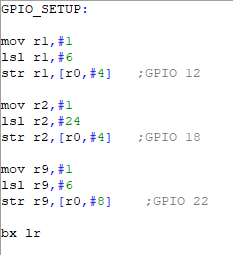 GPIO_SETUP:
mov r1,#1
lsl r1,#6
str r1,[r0,#4] ;GPIO 12
mov r2,#1
lsl r2,#24
str r2,[r0,#4] ;GPIO 18
mov r9,#1
lsl r9,#6
str r9,[r0,#8] ;GPIO 22
bx lr